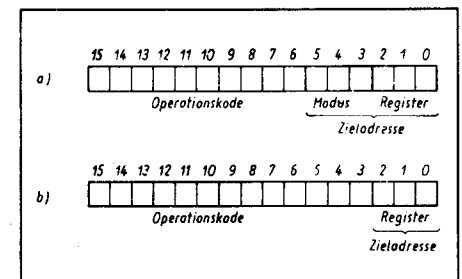 15 14 13 12 11 10 9 8 7 6 5 4 3 2 1 0
a)
Operationskode Modus Register
Zieladresse
15 14 13 12 11 10 9 8 7 6 5 4 3 2 1 0
b)
Operationskode Register
Zieladresse